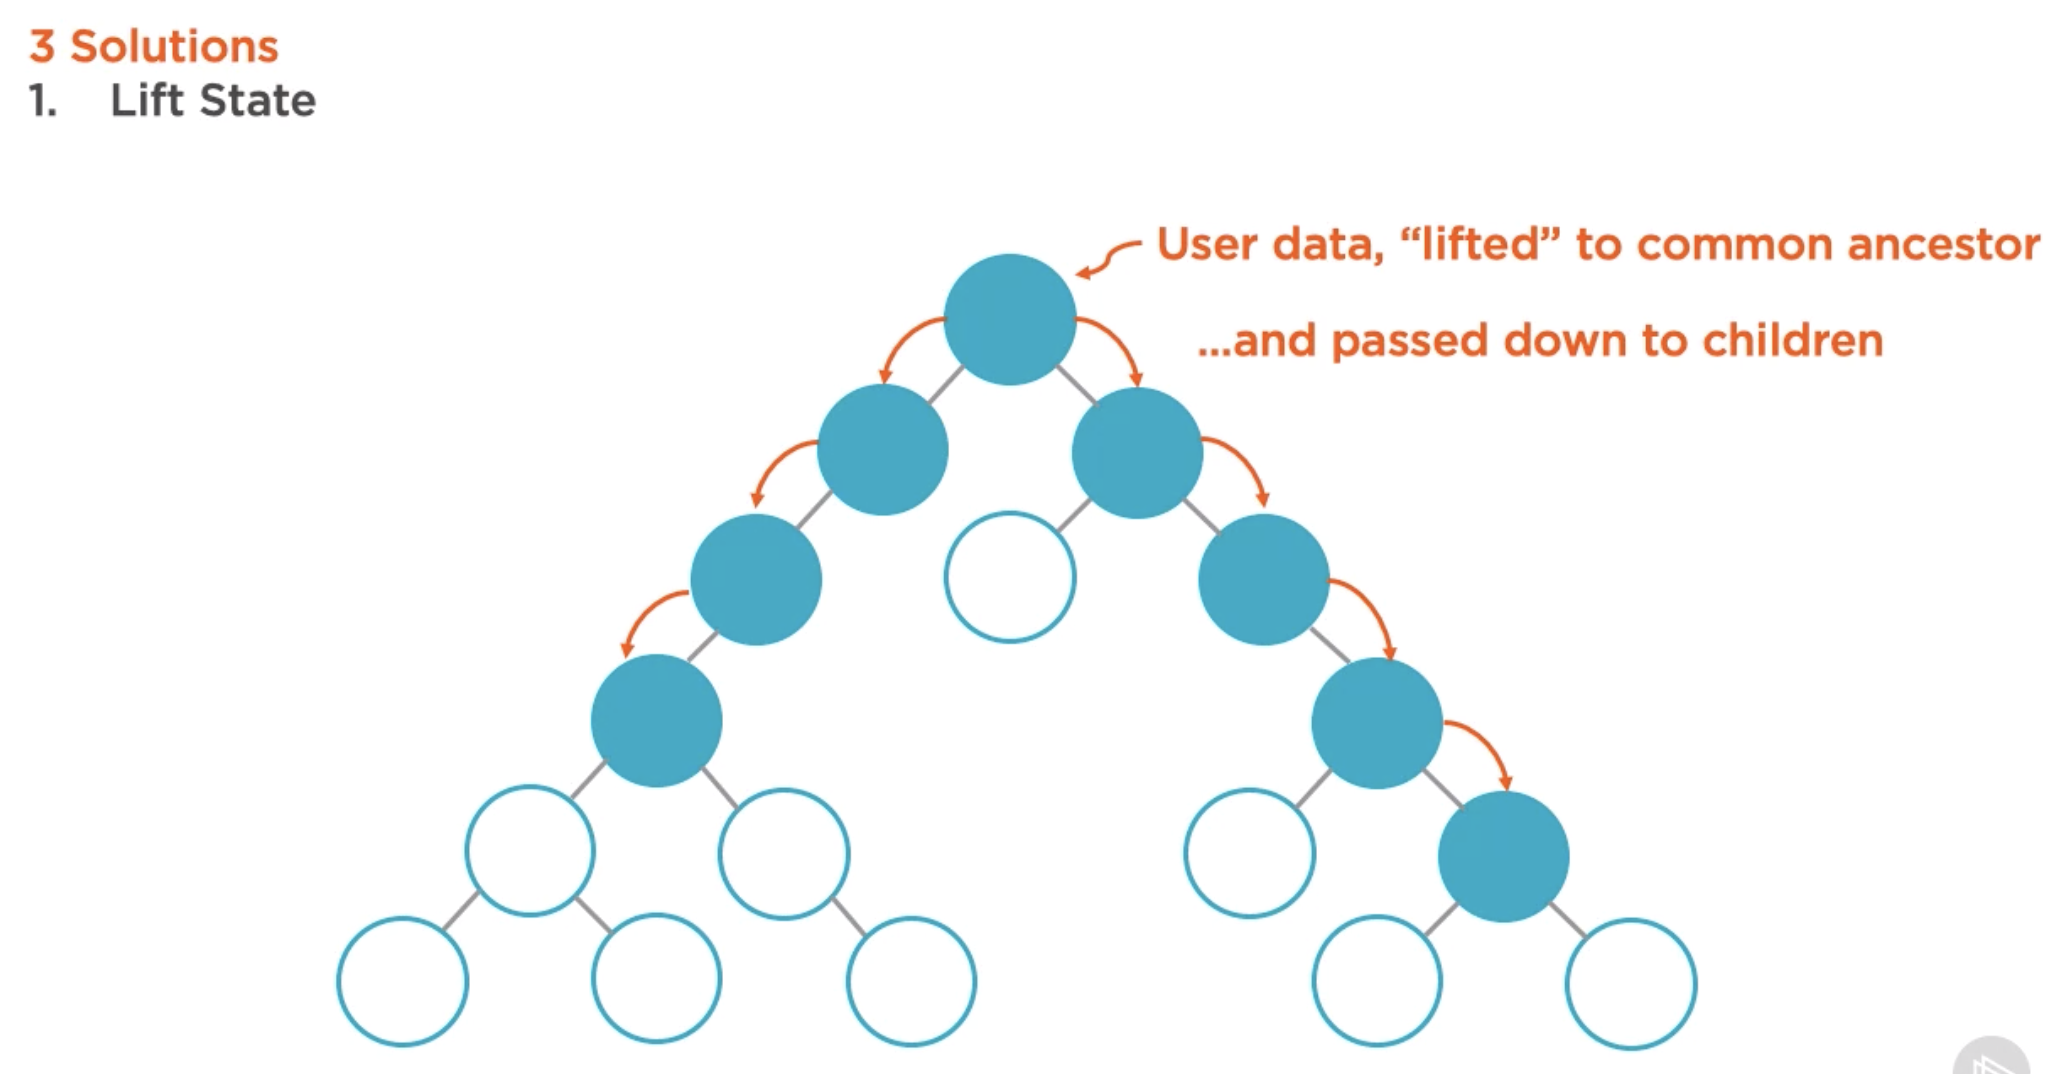 3 Solutions
1. Lift State
User data, “lifted” to common ancestor
...and passed down to children